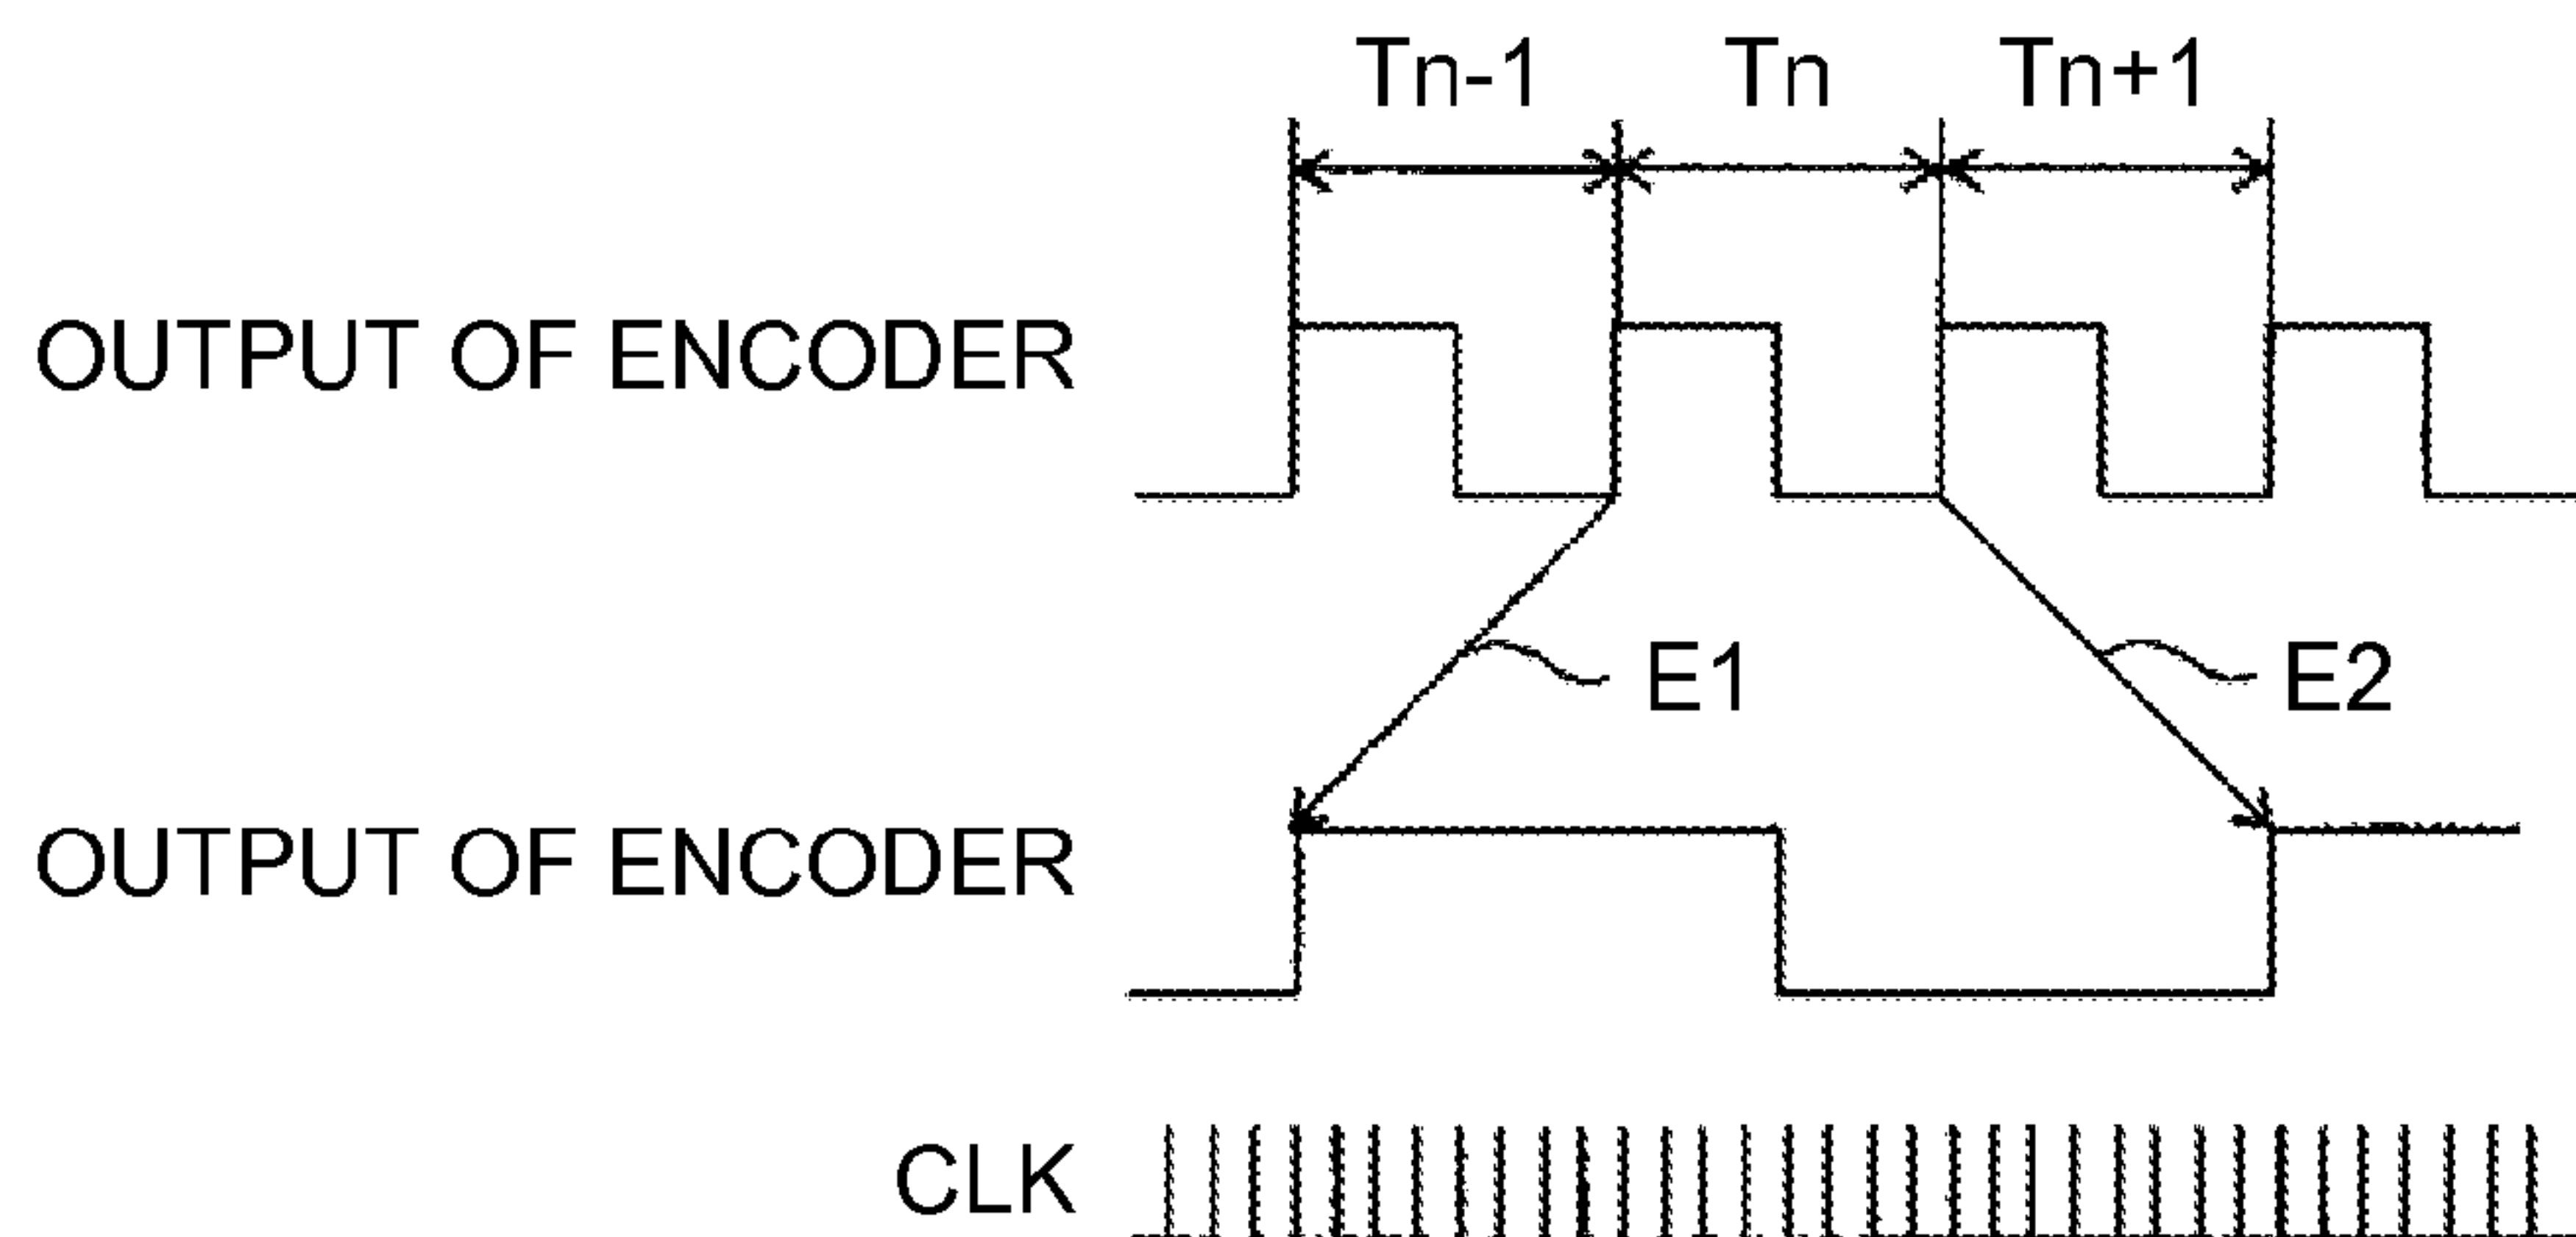 Tn-1 Tn Tn+1
OUTPUT OF ENCODER
E1 E2
OUTPUT OF ENCODER
CLK